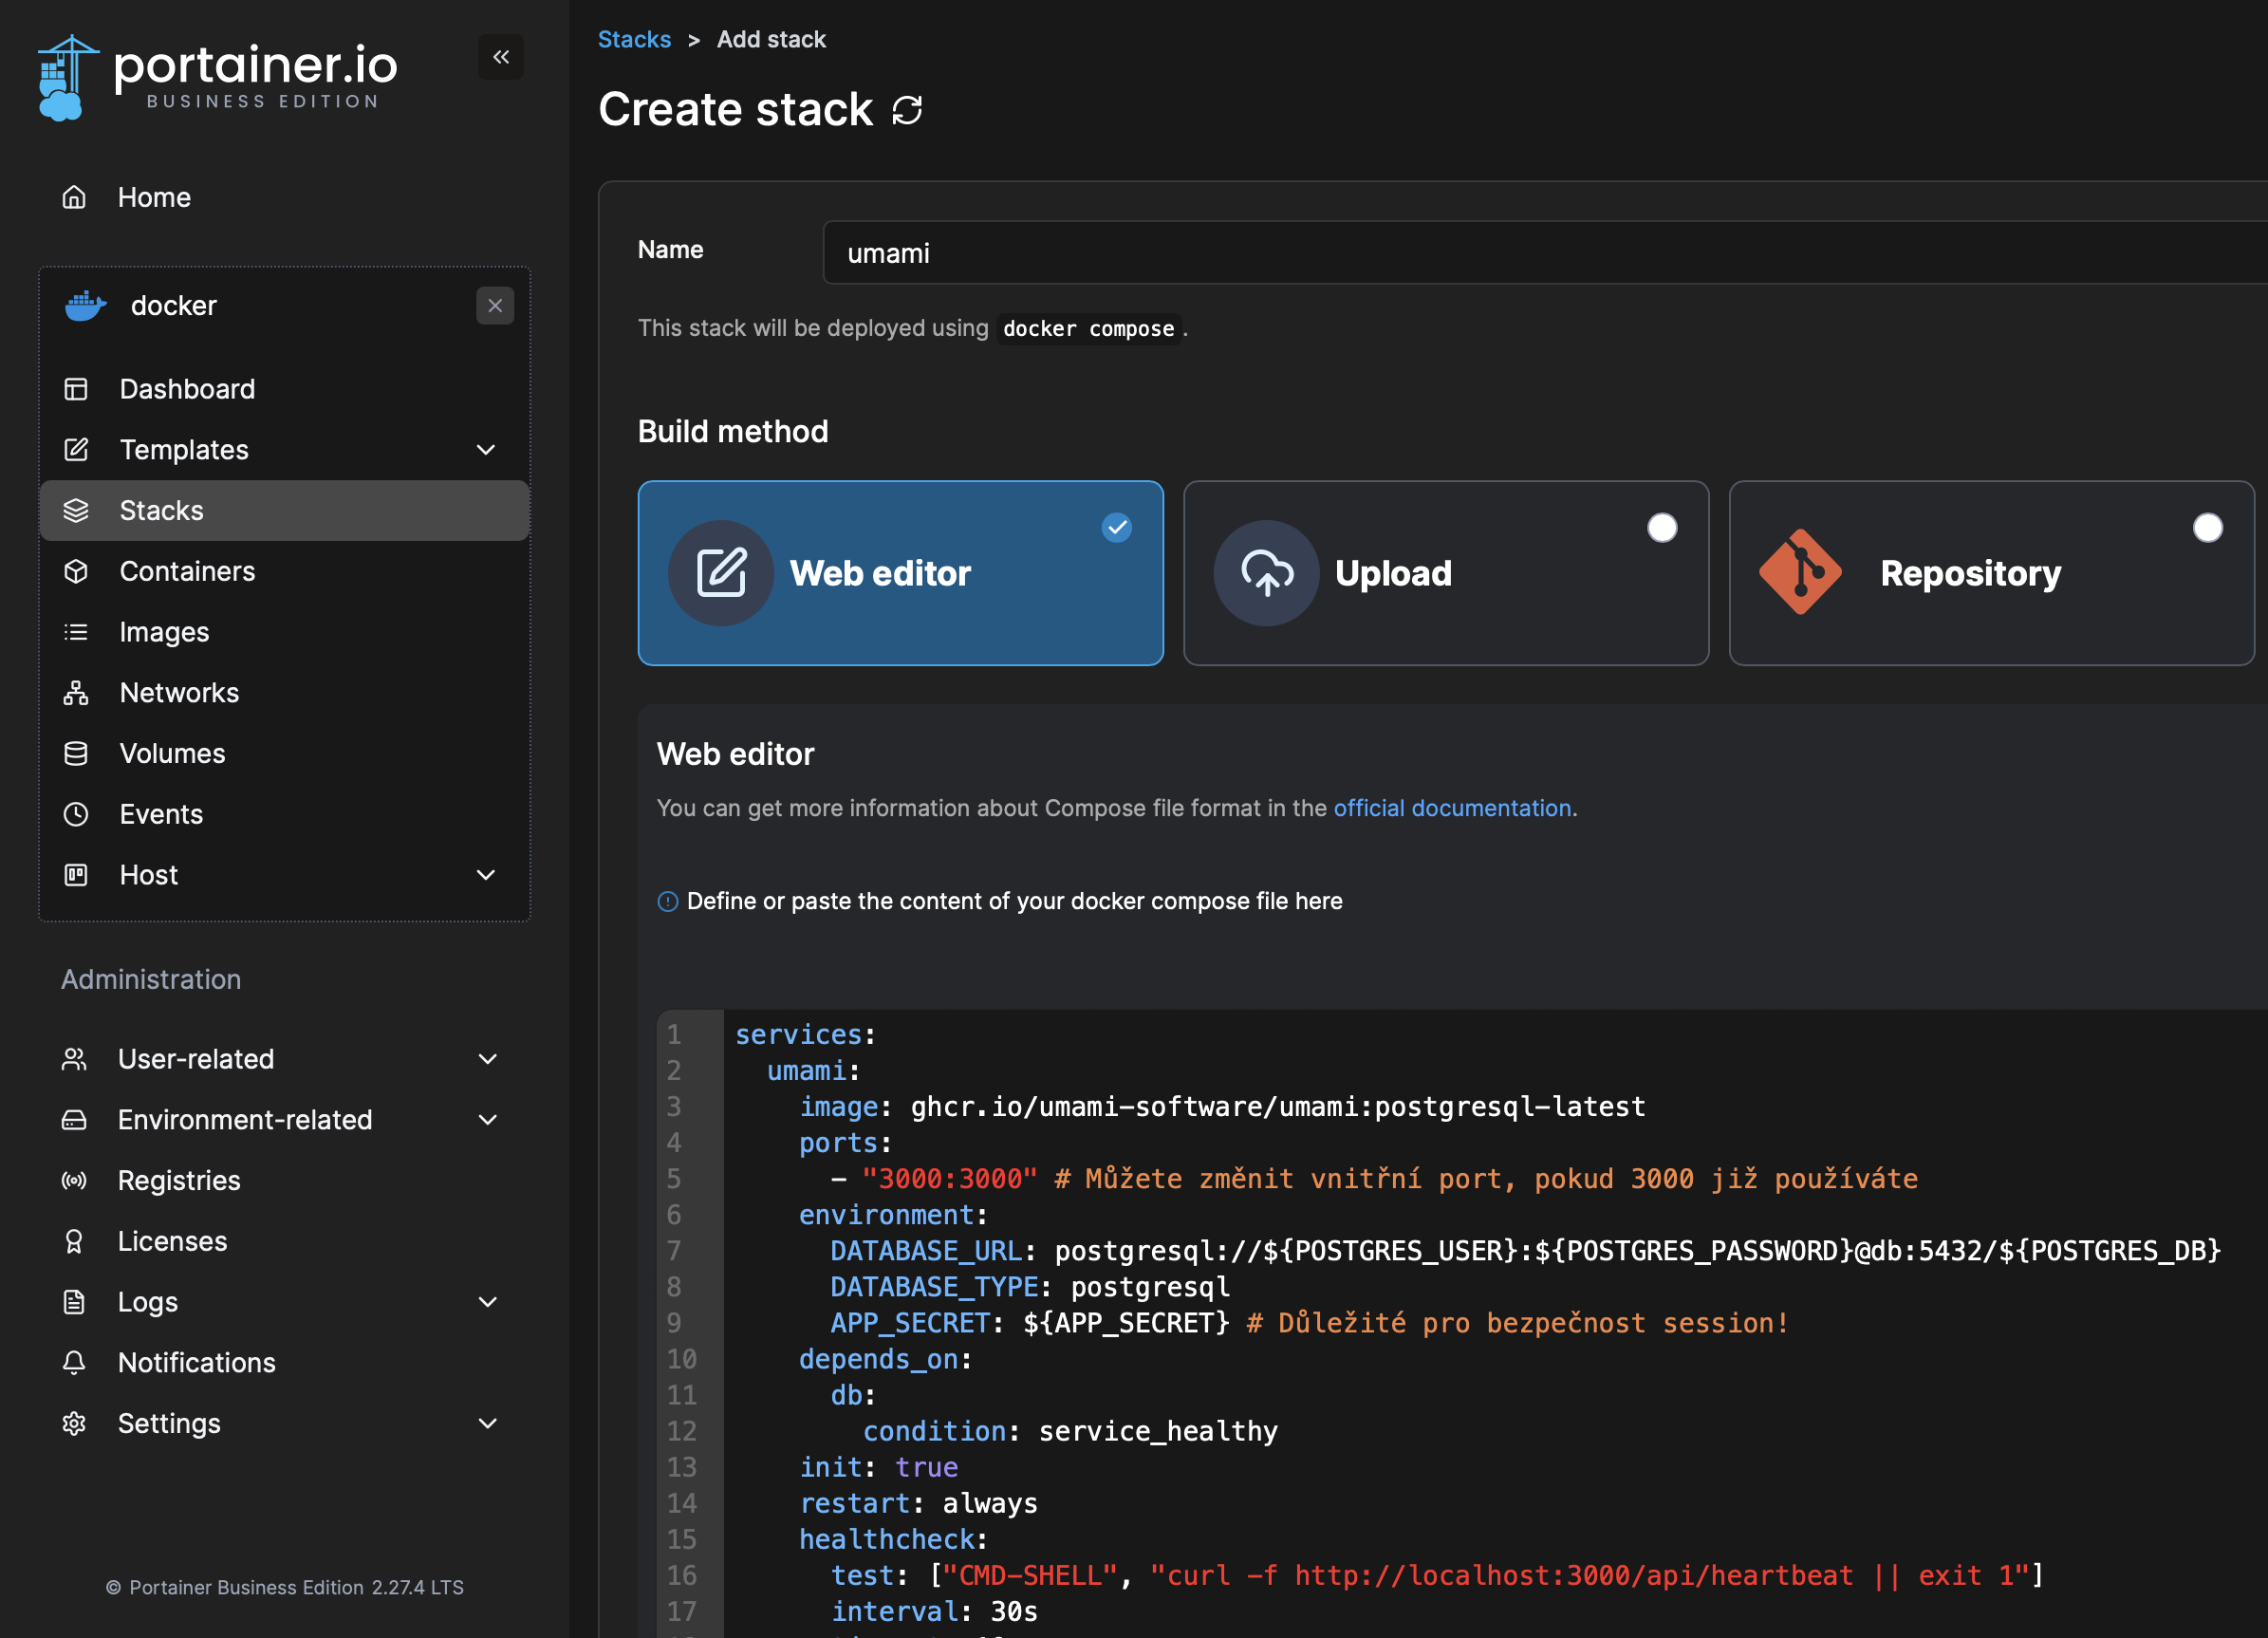 portainer.io
BUSINESS EDITION
Home
docker
Dashboard
Templates
Stacks
Containers
Images
Networks
Volumes
Events
Host
Administration
User-related
Environment-related
Registries
Licenses
Logs
Notifications
Settings
© Portainer Business Edition 2.27.4 LTS
Stacks > Add stack
Create stack
Name
umami
This stack will be deployed using docker compose.
Build method
Web editor
Upload
Repository
Web editor
You can get more information about Compose file format in the official documentation.
Define or paste the content of your docker compose file here
1 services:
2 umami:
3 image: ghcr.io/umami-software/umami:postgresql-latest
4 ports:
5 - "3000:3000" # Můžete změnit vnitřní port, pokud 3000 již používáte
6 environment:
7 DATABASE_URL: postgresql://${POSTGRES_USER}:${POSTGRES_PASSWORD}@db:5432/${POSTGRES_DB}
8 DATABASE_TYPE: postgresql
9 APP_SECRET: ${APP_SECRET} # Důležité pro bezpečnost session!
10 depends_on:
11 db:
12 condition: service_healthy
13 init: true
14 restart: always
15 healthcheck:
16 test: ["CMD-SHELL", "curl -f http://localhost:3000/api/heartbeat || exit 1"]
17 interval: 30s